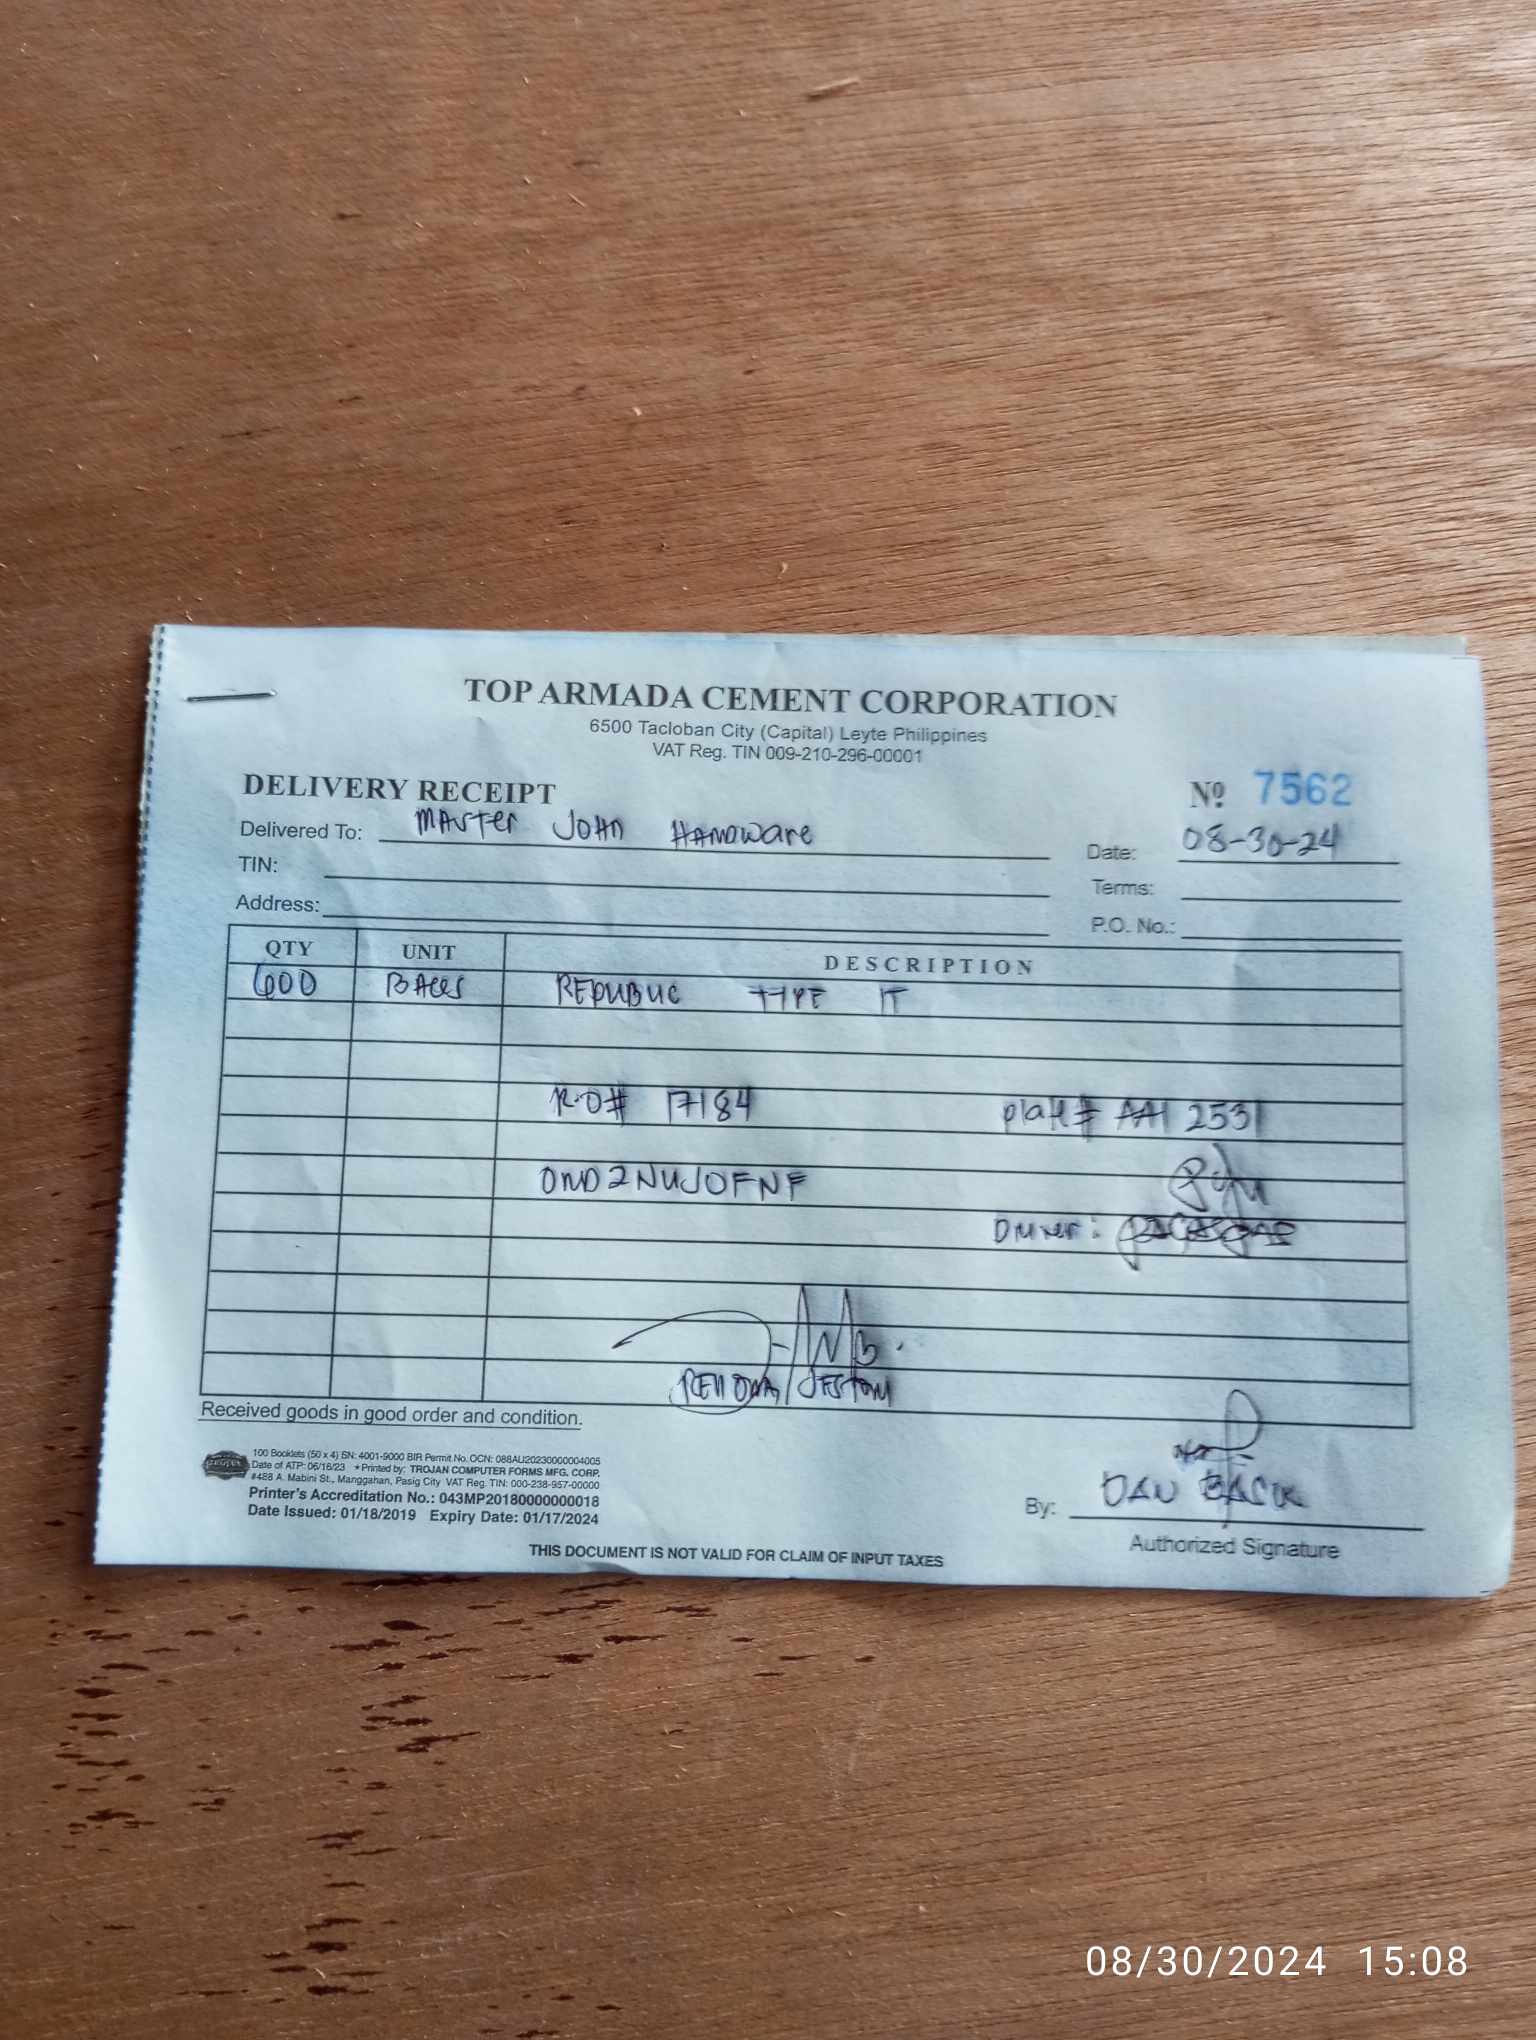 TOP ARMADA CEMENT CORPORATION
6500 Tacloban City (Capital) Leyte Philippines
VAT Reg. TIN 009-210-296-00001
DELIVERY RECEIPT
Nº 7562
Delivered To: Master John Hardware
Date: 08-30-24
TIN:
Terms:
Address:
P.O. No.:
QTY UNIT DESCRIPTION
600 BAGS REPUBLIC TYPE IT
R.O# 17184 Plate# AAI 2531
OMD2NUJOFNF
Driver:
Received goods in good order and condition.
100 Booklets (50 x 4) SN: 4001-9000 BIR Permit No. OCN: 088AU20230000004005
Date of ATP: 06/16/23 ★Printed by: TROJAN COMPUTER FORMS MFG. CORP.
#488 A. Mabini St., Manggahan, Pasig City VAT Reg. TIN: 000-238-957-00000
Printer's Accreditation No.: 043MP20180000000018
Date Issued: 01/18/2019 Expiry Date: 01/17/2024
By: DAN
Authorized Signature
THIS DOCUMENT IS NOT VALID FOR CLAIM OF INPUT TAXES
08/30/2024 15:08